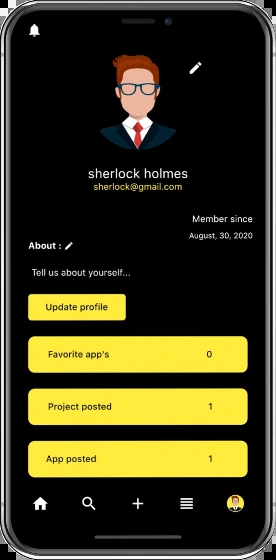 sherlock holmes
sherlock@gmail.com
Member since
August, 30, 2020
About :
Tell us about yourself...
Update profile
Favorite app's 0
Project posted 1
App posted 1